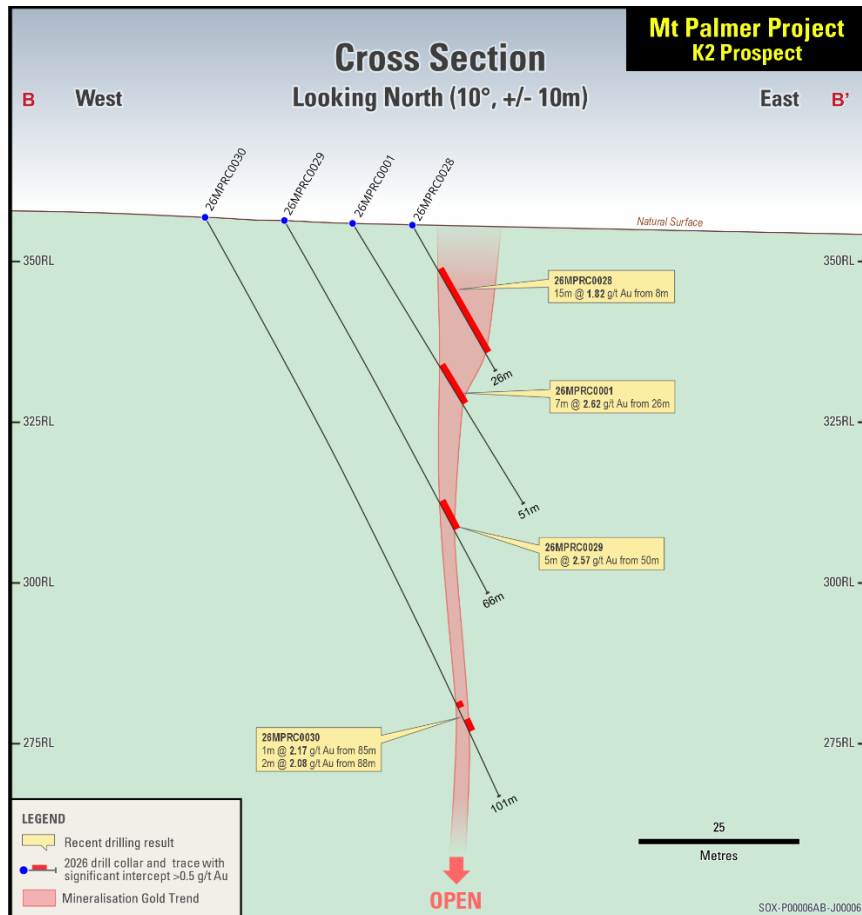 Mt Palmer Project
K2 Prospect
Cross Section
Looking North (10°, +/- 10m)
B
West
East
B'
26MPRC0030
26MPRC0029
26MPRC0001
26MPRC0028
Natural Surface
350RL
350RL
26MPRC0028
15m @ 1.82 g/t Au from 8m
26m
26MPRC0001
7m @ 2.62 g/t Au from 26m
325RL
325RL
51m
26MPRC0029
5m @ 2.57 g/t Au from 50m
300RL
300RL
66m
26MPRC0030
1m @ 2.17 g/t Au from 85m
2m @ 2.08 g/t Au from 88m
275RL
275RL
101m
LEGEND
Recent drilling result
2026 drill collar and trace with
significant intercept >0.5 g/t Au
Mineralisation Gold Trend
25
Metres
OPEN
SOX-P00006AB-J00006